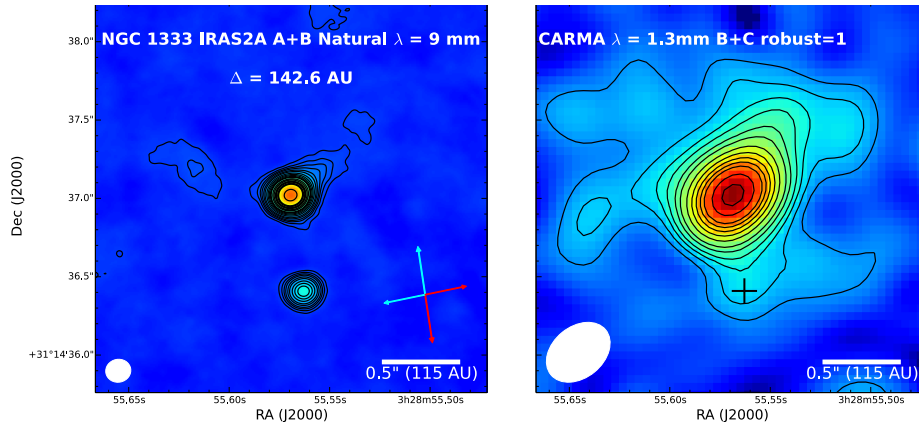 NGC 1333 IRAS2A A+B Natural λ = 9 mm
Δ = 142.6 AU
38.0"
37.5"
37.0"
36.5"
+31°14'36.0"
Dec (J2000)
0.5" (115 AU)
55.65s
55.60s
55.55s
3h28m55.50s
RA (J2000)
CARMA λ = 1.3mm B+C robust=1
0.5" (115 AU)
55.65s
55.60s
55.55s
3h28m55.50s
RA (J2000)